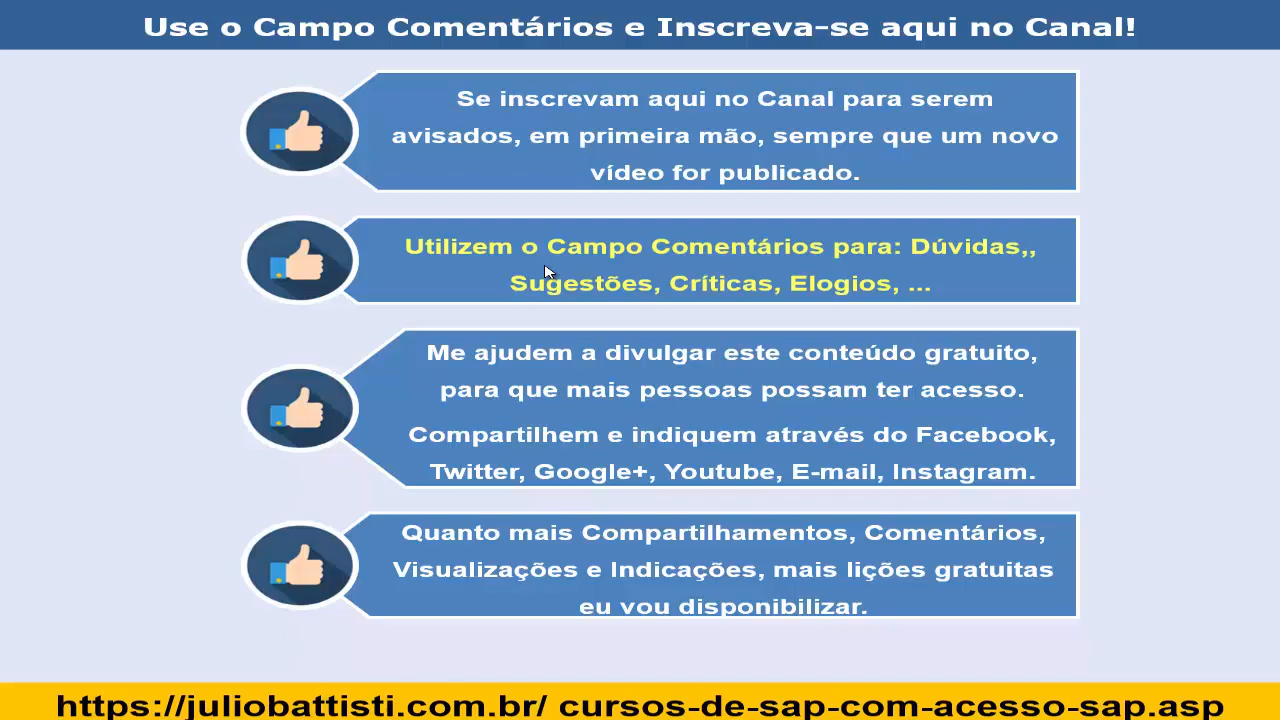 Use o Campo Comentários e Inscreva-se aqui no Canal!
Se inscrevam aqui no Canal para serem
avisados, em primeira mão, sempre que um novo
vídeo for publicado.
Utilizem o Campo Comentários para: Dúvidas,,
Sugestões, Críticas, Elogios, ...
Me ajudem a divulgar este conteúdo gratuito,
para que mais pessoas possam ter acesso.
Compartilhem e indiquem através do Facebook,
Twitter, Google+, Youtube, E-mail, Instagram.
Quanto mais Compartilhamentos, Comentários,
Visualizações e Indicações, mais lições gratuitas
eu vou disponibilizar.
https://juliobattisti.com.br/ cursos-de-sap-com-acesso-sap.asp